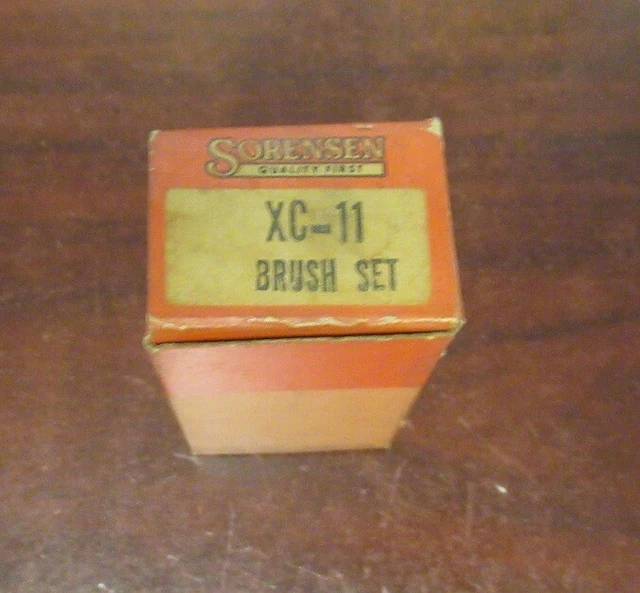 SORENSEN
QUALITY FIRST
XC-11
BRUSH SET